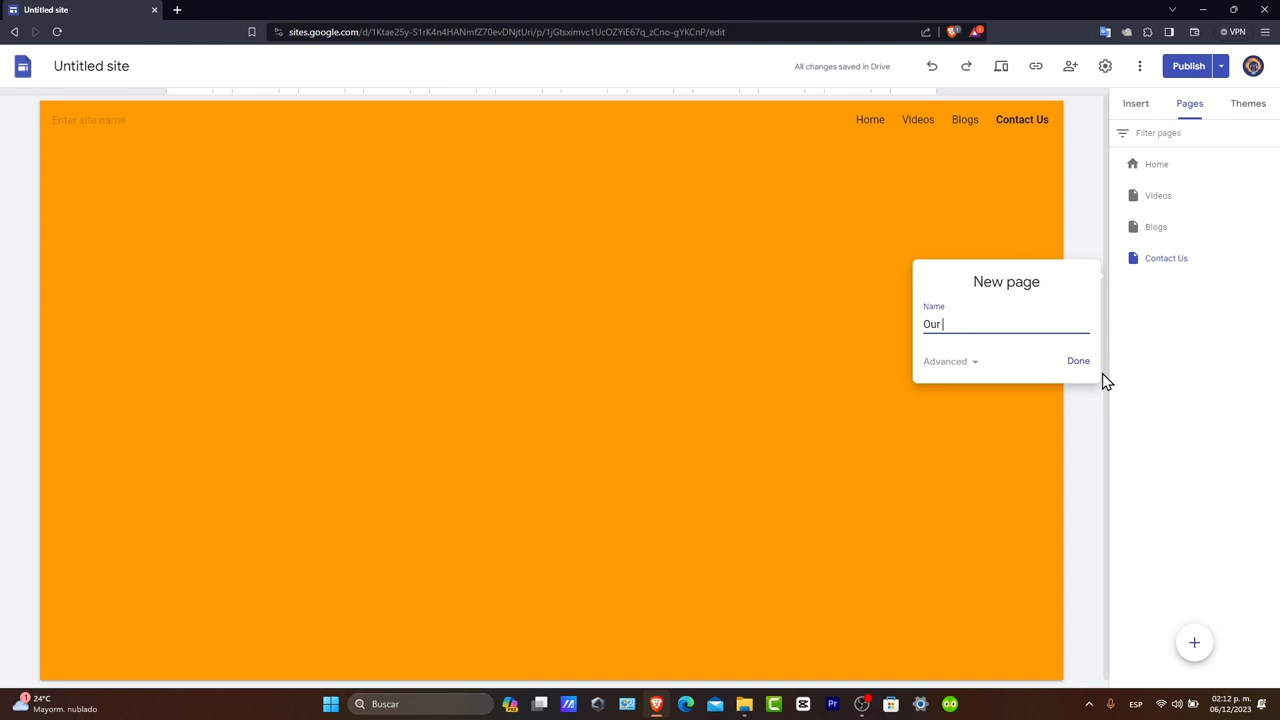 Untitled site
sites.google.com/d/1Ktae25y-S1rK4n4HANmfZ70evDNjtUri/p/1jGtsximvc1UcOZYiE67q_zCno-gYKCnP/edit
VPN
Untitled site
All changes saved in Drive
Publish
Enter site name
Home
Videos
Blogs
Contact Us
Insert
Pages
Themes
Filter pages
Home
Videos
Blogs
Contact Us
New page
Name
Our
Advanced
Done
24°C
Mayorm. nublado
Buscar
ESP
02:12 p. m.
06/12/2023